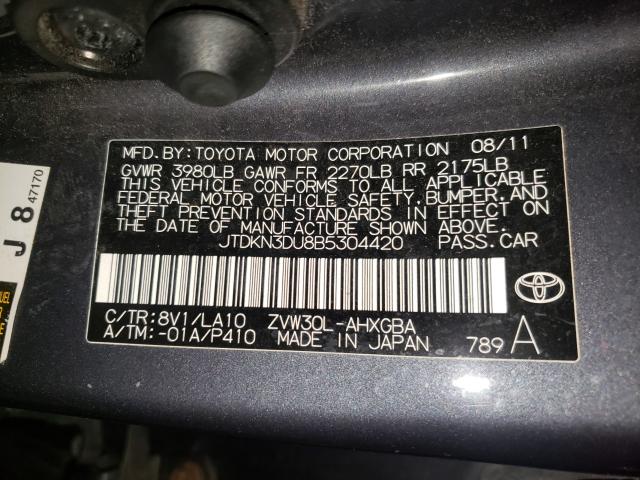 MFD. BY: TOYOTA MOTOR CORPORATION 08/11
GVWR 3980LB GAWR FR 2270LB RR 2175LB
THIS VEHICLE CONFORMS TO ALL APPLICABLE
FEDERAL MOTOR VEHICLE SAFETY, BUMPER, AND
THEFT PREVENTION STANDARDS IN EFFECT ON
THE DATE OF MANUFACTURE SHOWN ABOVE.
JTDKN3DU8B5304420 PASS.CAR
C/TR: 8V1/LA10 ZVW30L-AHXGBA
A/TM: -01A/P410 MADE IN JAPAN 789 A
J 8 47170